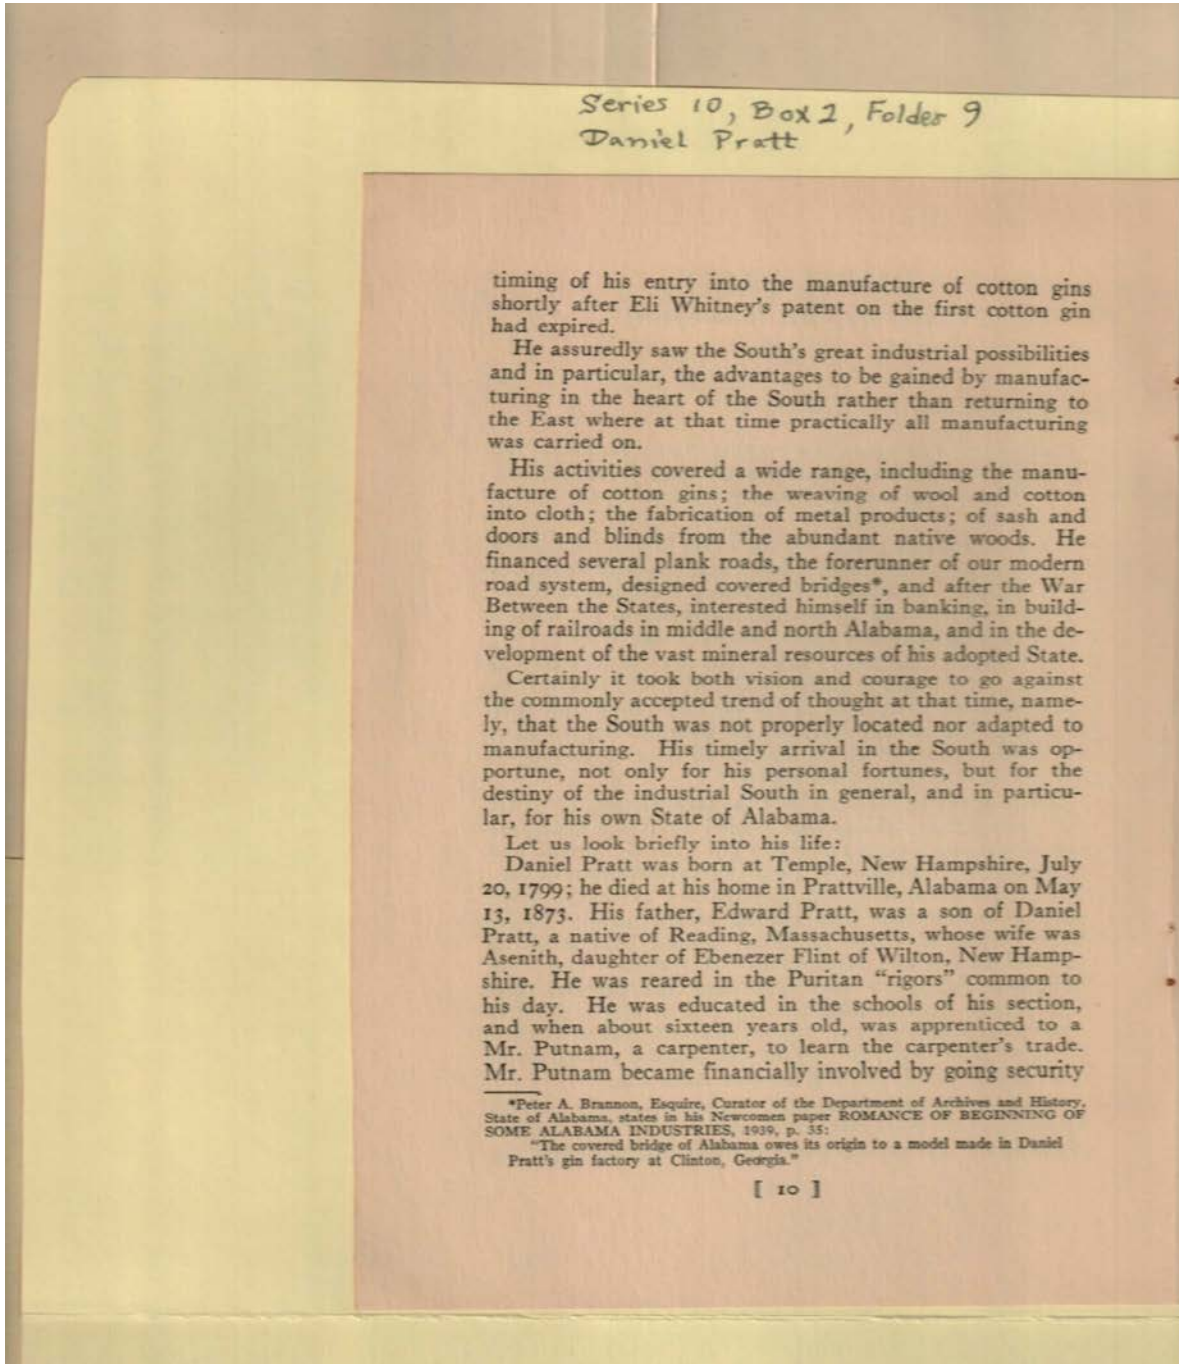 Series 10, Box 2, Folder 9
Daniel Pratt
timing of his entry into the manufacture of cotton gins
shortly after Eli Whitney's patent on the first cotton gin
had expired.
He assuredly saw the South's great industrial possibilities
and in particular, the advantages to be gained by manufac-
turing in the heart of the South rather than returning to
the East where at that time practically all manufacturing
was carried on.
His activities covered a wide range, including the manu-
facture of cotton gins; the weaving of wool and cotton
into cloth; the fabrication of metal products; of sash and
doors and blinds from the abundant native woods. He
financed several plank roads, the forerunner of our modern
road system, designed covered bridges*, and after the War
Between the States, interested himself in banking, in build-
ing of railroads in middle and north Alabama, and in the de-
velopment of the vast mineral resources of his adopted State.
Certainly it took both vision and courage to go against
the commonly accepted trend of thought at that time, name-
ly, that the South was not properly located nor adapted to
manufacturing. His timely arrival in the South was op-
portune, not only for his personal fortunes, but for the
destiny of the industrial South in general, and in particu-
lar, for his own State of Alabama.
Let us look briefly into his life:
Daniel Pratt was born at Temple, New Hampshire, July
20, 1799; he died at his home in Prattville, Alabama on May
13, 1873. His father, Edward Pratt, was a son of Daniel
Pratt, a native of Reading, Massachusetts, whose wife was
Asenith, daughter of Ebenezer Flint of Wilton, New Hamp-
shire. He was reared in the Puritan "rigors" common to
his day. He was educated in the schools of his section,
and when about sixteen years old, was apprenticed to a
Mr. Putnam, a carpenter, to learn the carpenter's trade.
Mr. Putnam became financially involved by going security
*Peter A. Brannon, Esquire, Curator of the Department of Archives and History,
State of Alabama, states in his Newcomen paper ROMANCE OF BEGINNING OF
SOME ALABAMA INDUSTRIES, 1939, p. 35:
"The covered bridge of Alabama owes its origin to a model made in Daniel
Pratt's gin factory at Clinton, Georgia."
[ 10 ]